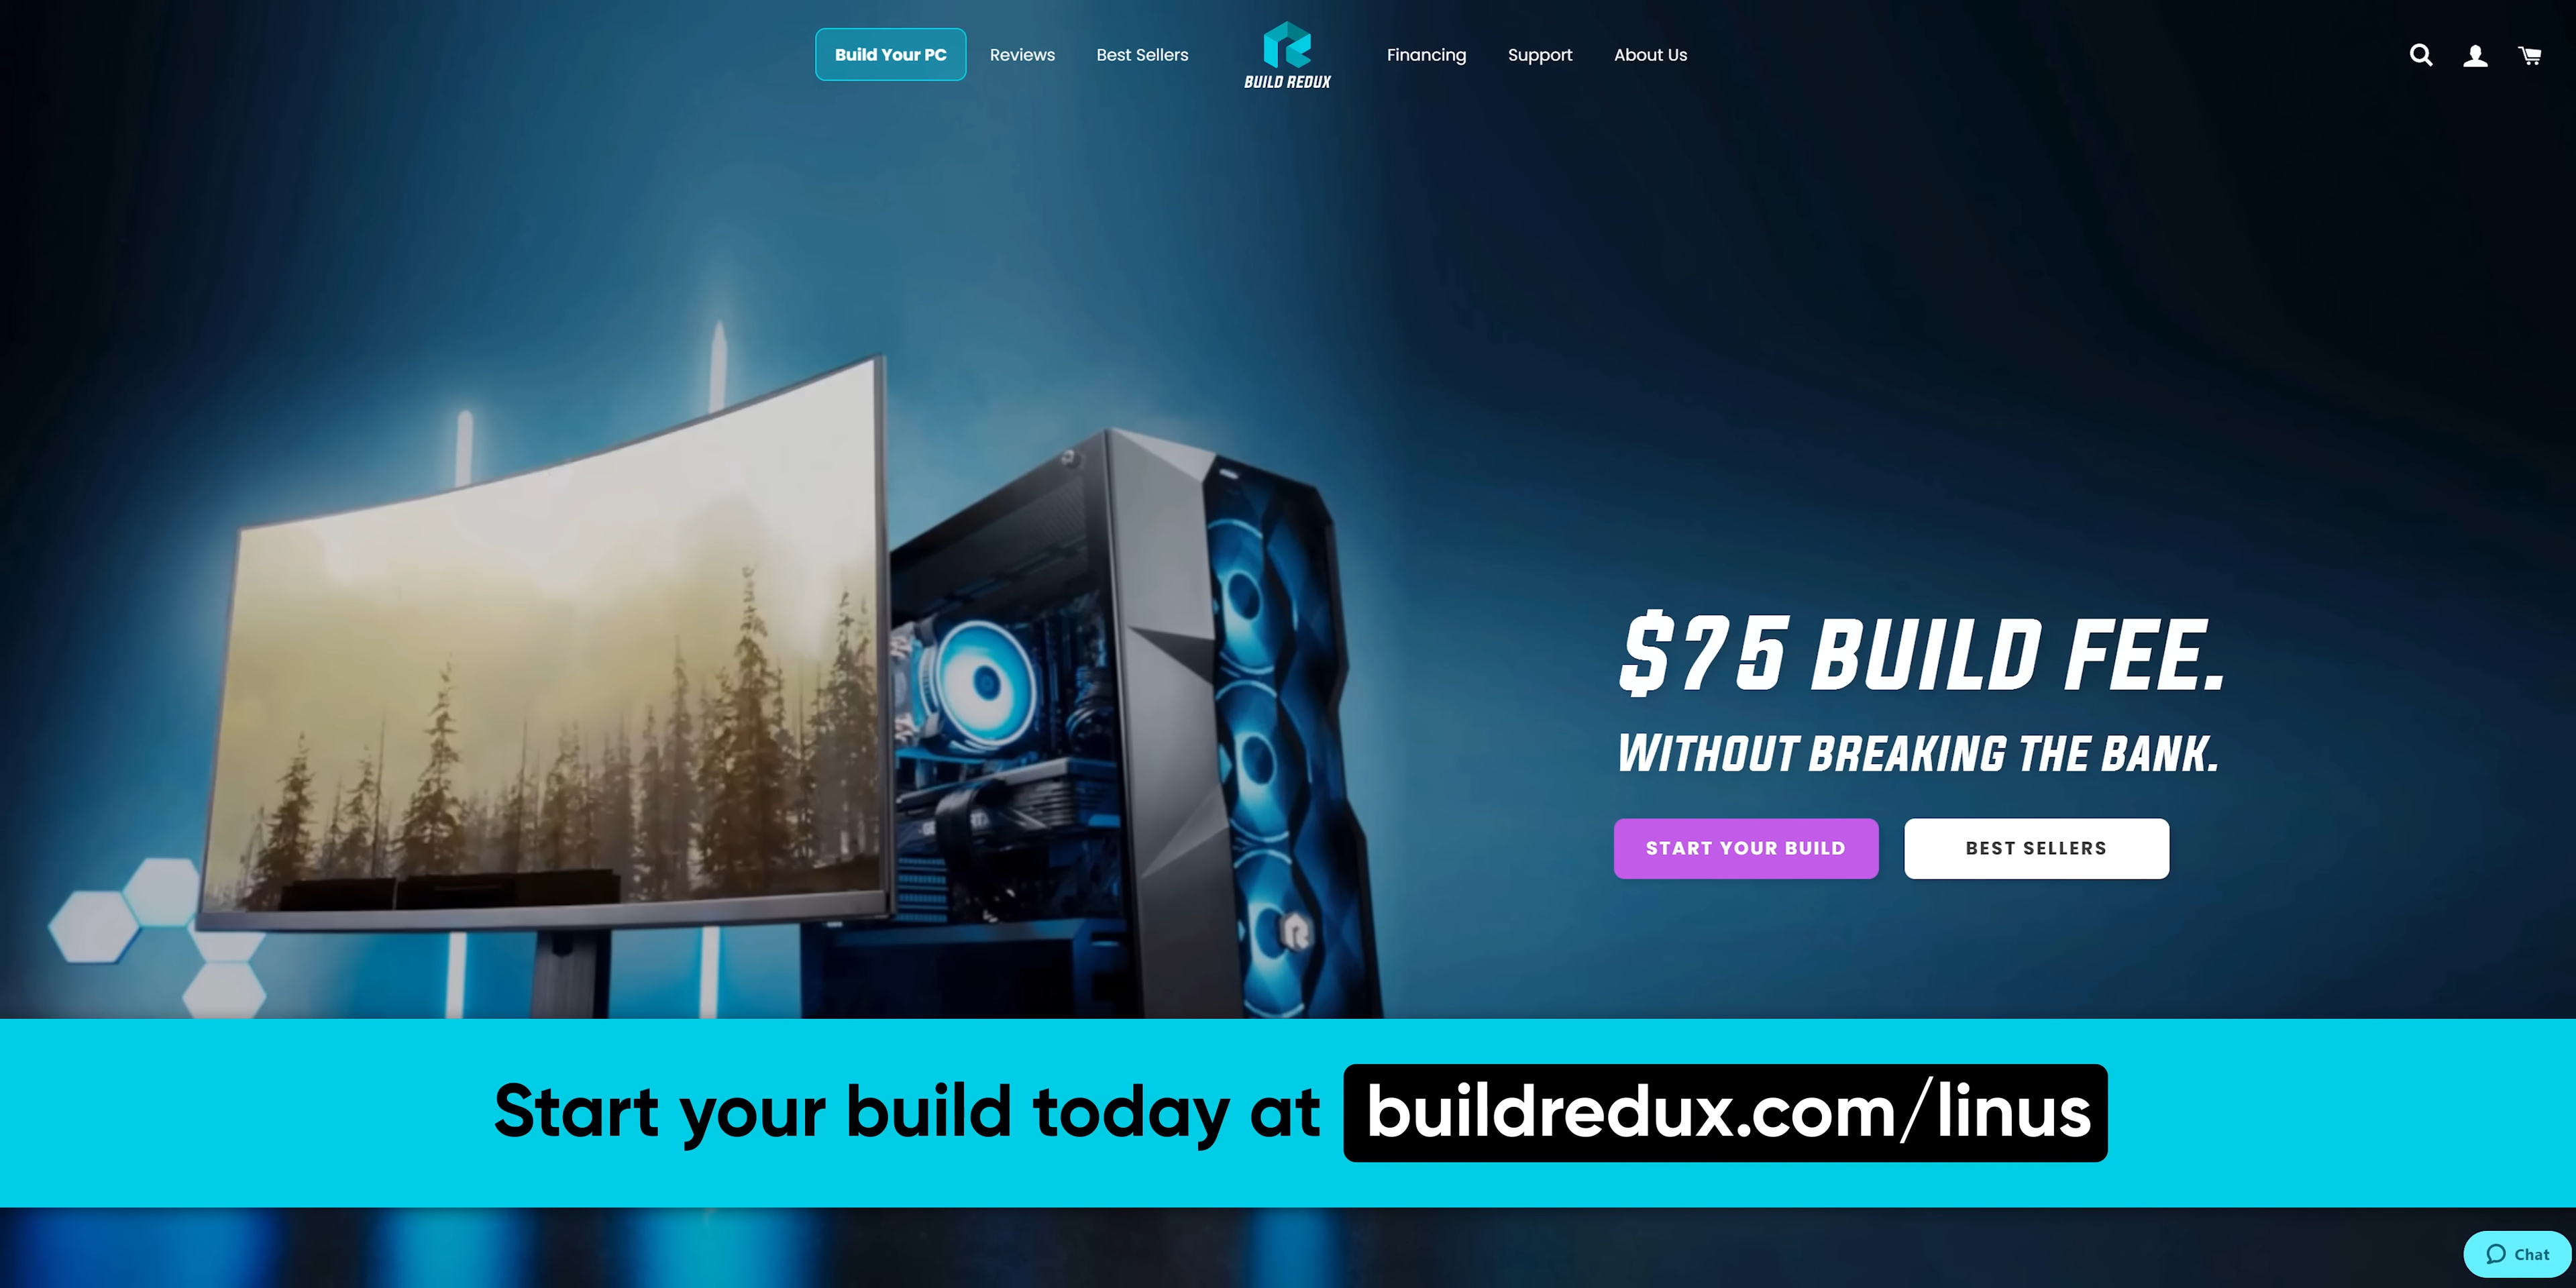 Build Your PC
Reviews
Best Sellers
BUILD REDUX
Financing
Support
About Us
$75 BUILD FEE.
WITHOUT BREAKING THE BANK.
START YOUR BUILD
BEST SELLERS
Start your build today at buildredux.com/linus
Chat